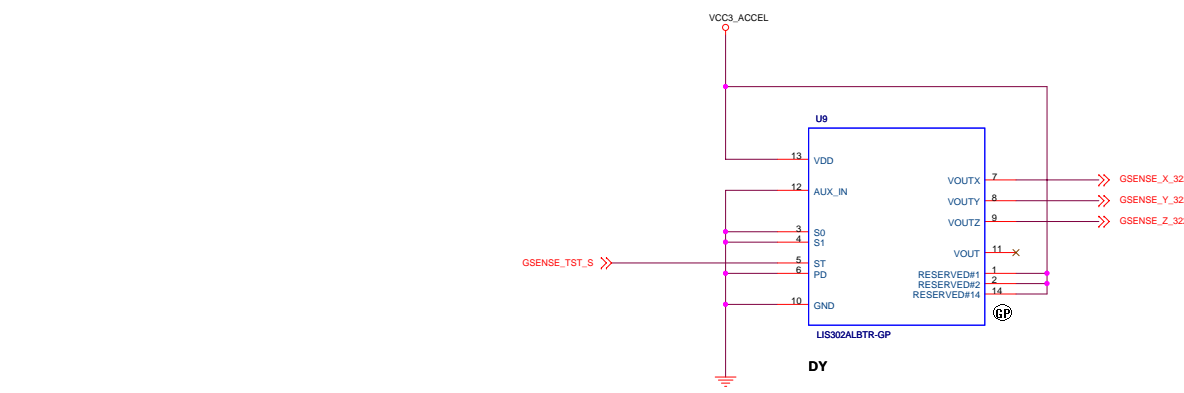 VCC3_ACCEL
U9
13 VDD
12 AUX_IN
VOUTX 7
GSENSE_X_32
VOUTY 8
GSENSE_Y_32
VOUTZ 9
GSENSE_Z_32
3 S0
4 S1
VOUT 11
GSENSE_TST_S
5 ST
6 PD
RESERVED#1 1
RESERVED#2 2
RESERVED#14 14
10 GND
GP
LIS302ALBTR-GP
DY